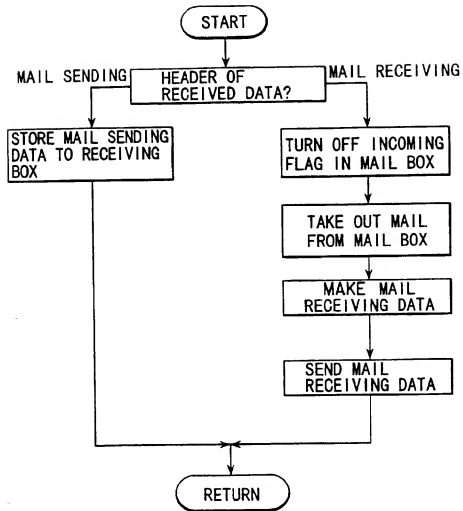 START
MAIL SENDING
HEADER OF
RECEIVED DATA?
MAIL RECEIVING
STORE MAIL SENDING
DATA TO RECEIVING
BOX
TURN OFF INCOMING
FLAG IN MAIL BOX
TAKE OUT MAIL
FROM MAIL BOX
MAKE MAIL
RECEIVING DATA
SEND MAIL
RECEIVING DATA
RETURN